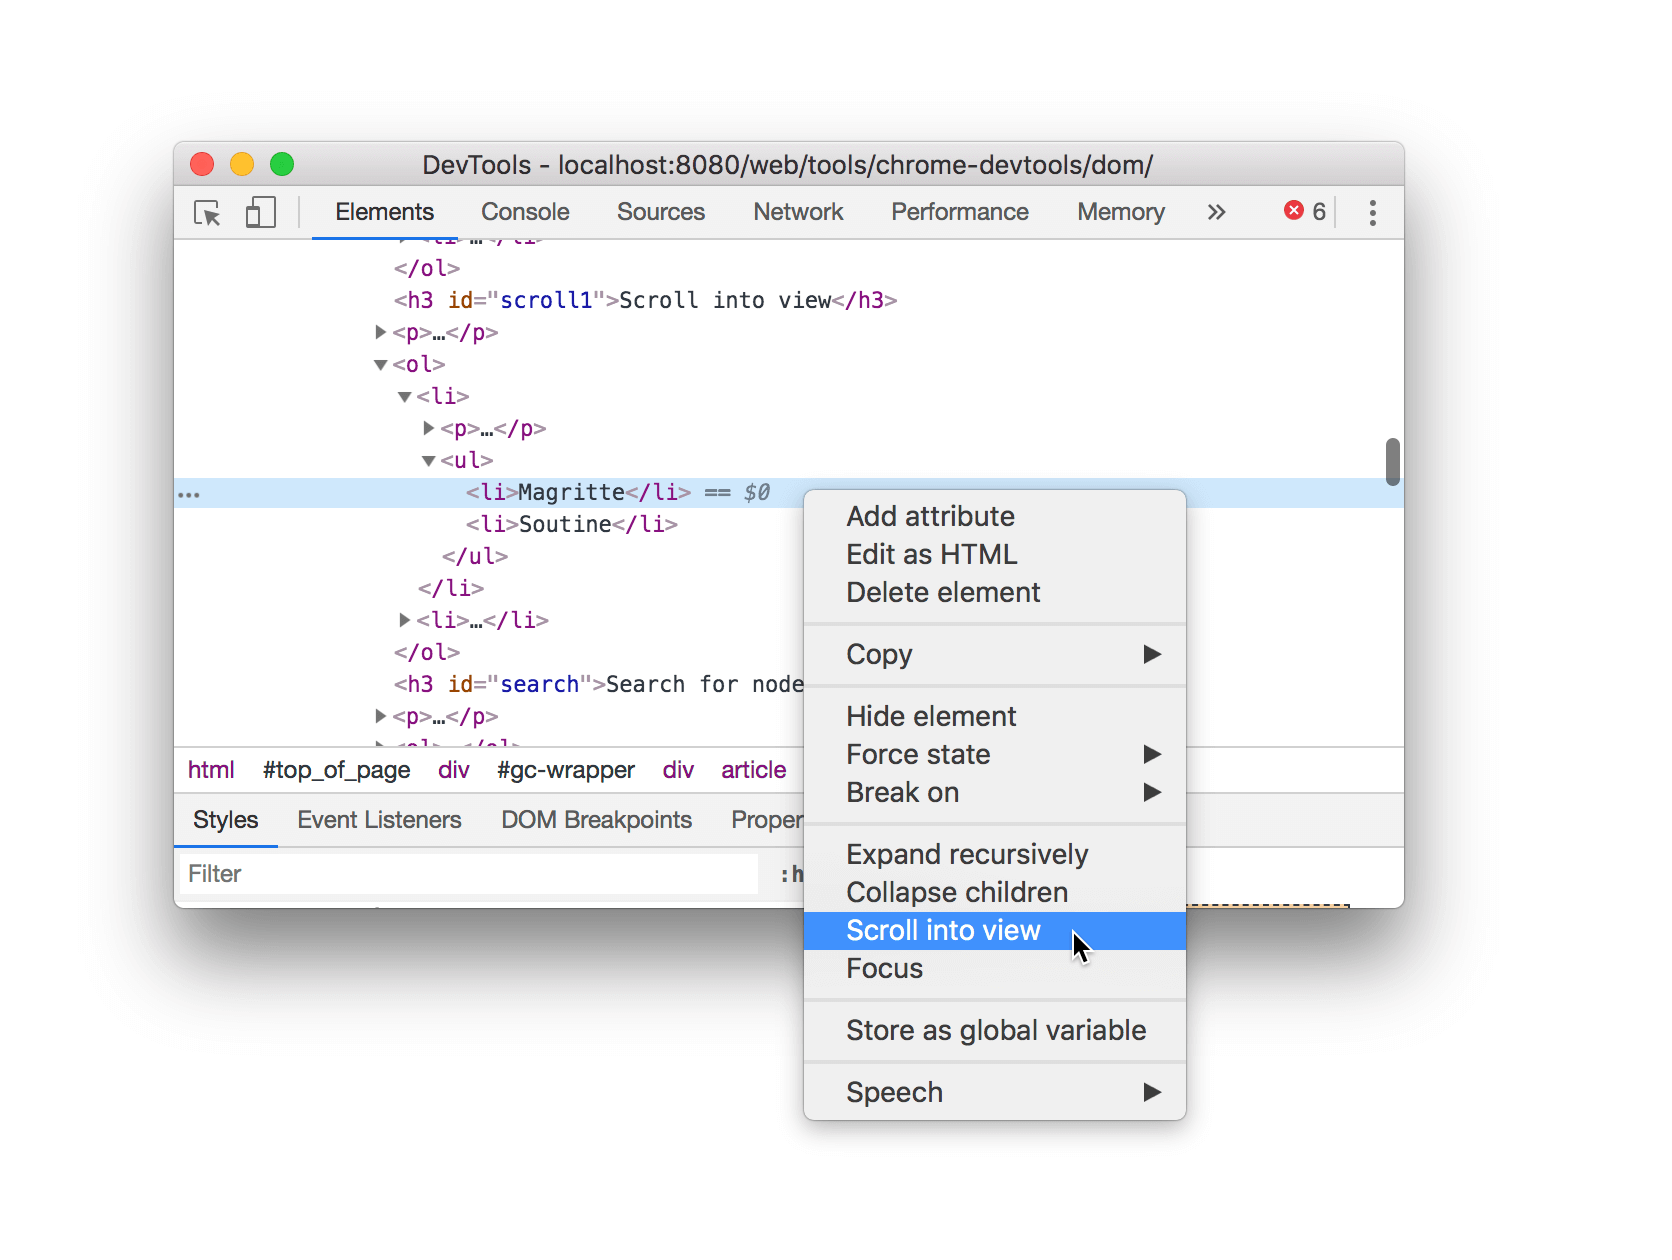 DevTools - localhost:8080/web/tools/chrome-devtools/dom/
Elements Console Sources Network Performance Memory » 6
</ol>
<h3 id="scroll1">Scroll into view</h3>
<p>…</p>
<ol>
<li>
<p>…</p>
<ul>
… <li>Magritte</li> == $0
<li>Soutine</li>
</ul>
</li>
<li>…</li>
</ol>
<h3 id="search">Search for node
<p>…</p>
html #top_of_page div #gc-wrapper div article
Styles Event Listeners DOM Breakpoints Proper
Filter :h
Add attribute
Edit as HTML
Delete element
Copy
Hide element
Force state
Break on
Expand recursively
Collapse children
Scroll into view
Focus
Store as global variable
Speech